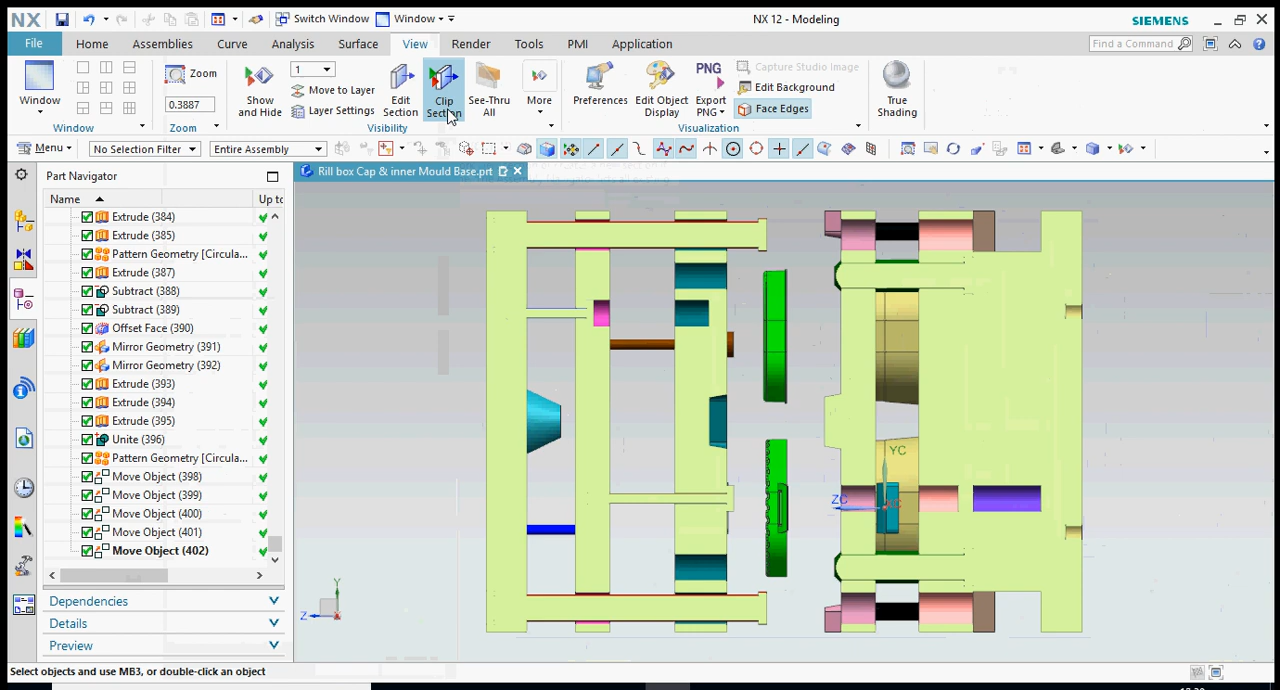 NX
Switch Window
Window
NX 12 - Modeling
SIEMENS
File
Home
Assemblies
Curve
Analysis
Surface
View
Render
Tools
PMI
Application
Find a Command
Window
Zoom
0.3887
Show
and Hide
1
Move to Layer
Layer Settings
Edit
Section
Clip
Section
See-Thru
All
More
Preferences
Edit Object
Display
Export
PNG
PNG
Capture Studio Image
Edit Background
Face Edges
True
Shading
Window
Zoom
Visibility
Visualization
Menu
No Selection Filter
Entire Assembly
Part Navigator
Rill box Cap & inner Mould Base.prt
Name
Up to
Extrude (384)
Extrude (385)
Pattern Geometry [Circula...
Extrude (387)
Subtract (388)
Subtract (389)
Offset Face (390)
Mirror Geometry (391)
Mirror Geometry (392)
Extrude (393)
Extrude (394)
Extrude (395)
Unite (396)
Pattern Geometry [Circula...
Move Object (398)
Move Object (399)
Move Object (400)
Move Object (401)
Move Object (402)
Dependencies
Details
Preview
YC
ZC
XC
Y
Z
X
Select objects and use MB3, or double-click an object